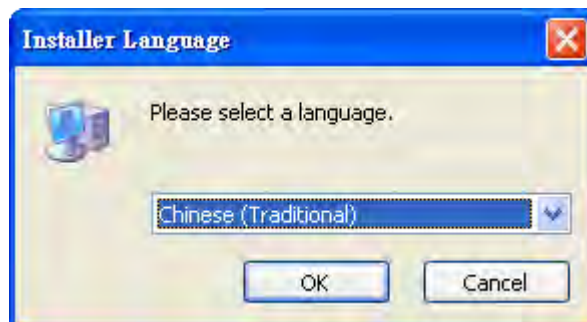 Installer Language
Please select a language.
Chinese (Traditional)
OK
Cancel